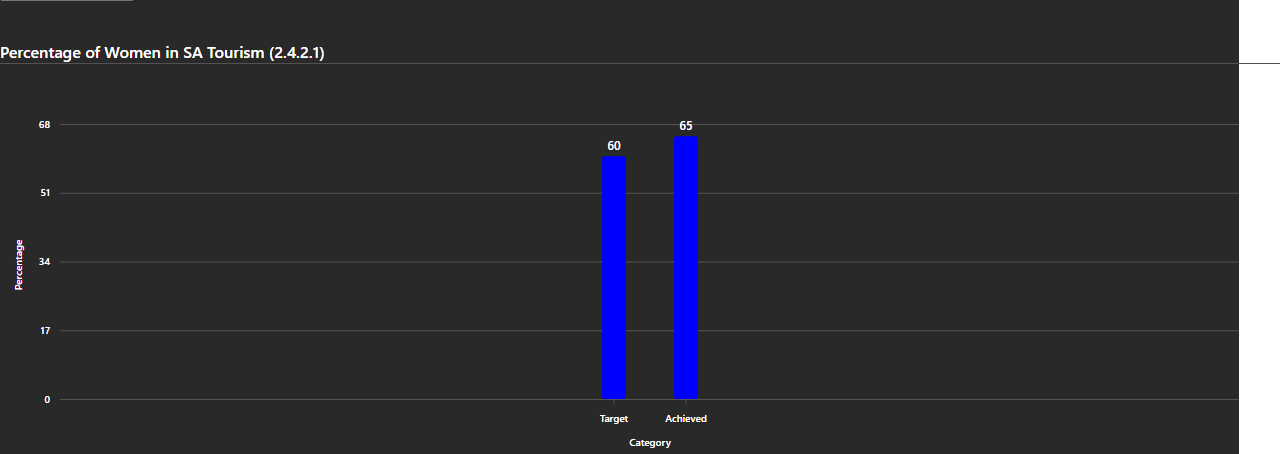 Percentage of Women in SA Tourism (2.4.2.1)
68
51
34
17
0
Percentage
60
65
Target
Achieved
Category